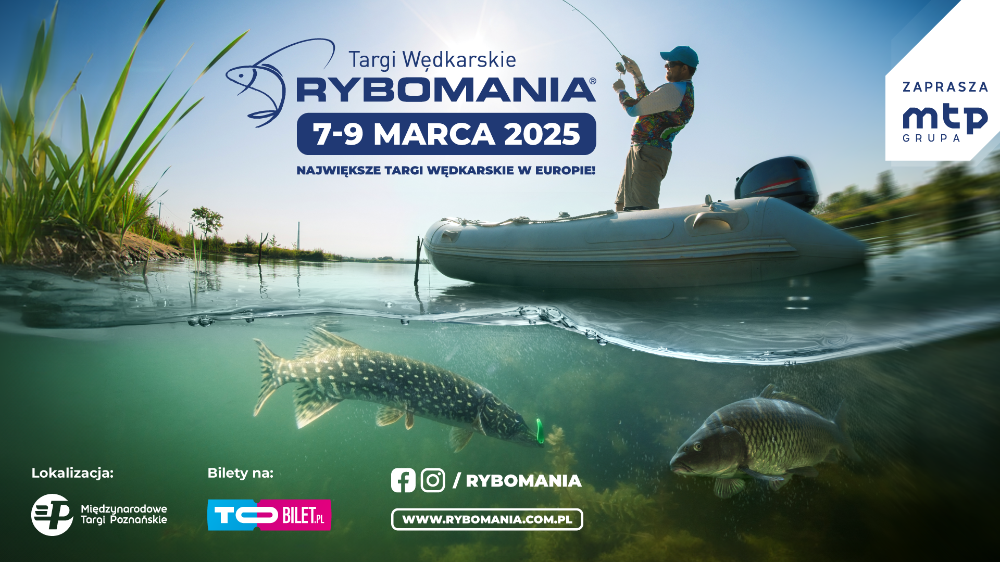 Targi Wędkarskie
RYBOMANIA®
7-9 MARCA 2025
NAJWIĘKSZE TARGI WĘDKARSKIE W EUROPIE!
ZAPRASZA
mtp
GRUPA
Lokalizacja:
Międzynarodowe
Targi Poznańskie
Bilety na:
TOBILET.PL
/ RYBOMANIA
WWW.RYBOMANIA.COM.PL